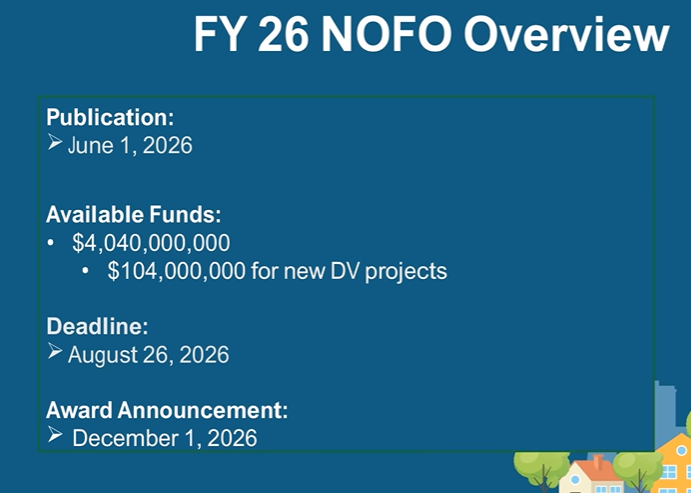 FY 26 NOFO Overview
Publication:
➢ June 1, 2026
Available Funds:
• $4,040,000,000
• $104,000,000 for new DV projects
Deadline:
➢ August 26, 2026
Award Announcement:
➢ December 1, 2026